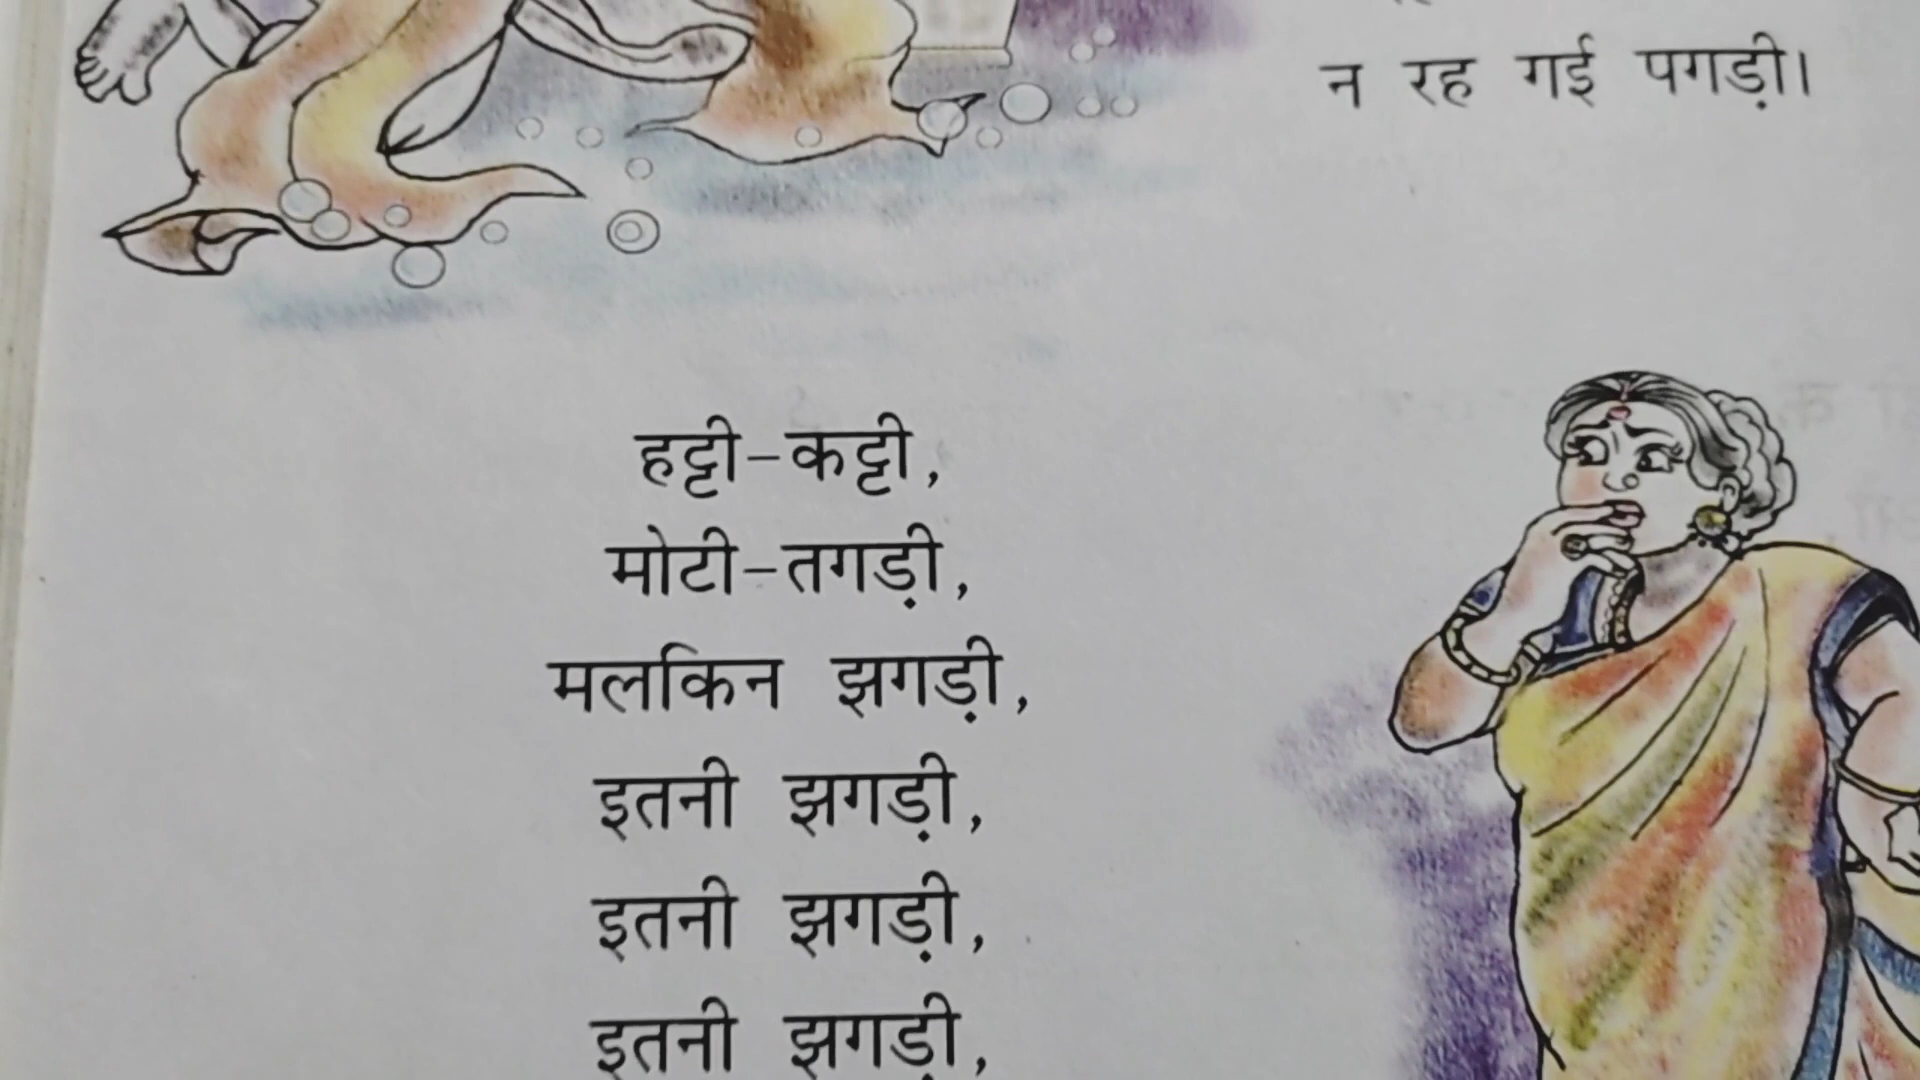 न रह गई पगड़ी।
हट्टी-कट्टी,
मोटी-तगड़ी,
मलकिन झगड़ी,
इतनी झगड़ी,
इतनी झगड़ी,
इतनी झगड़ी,